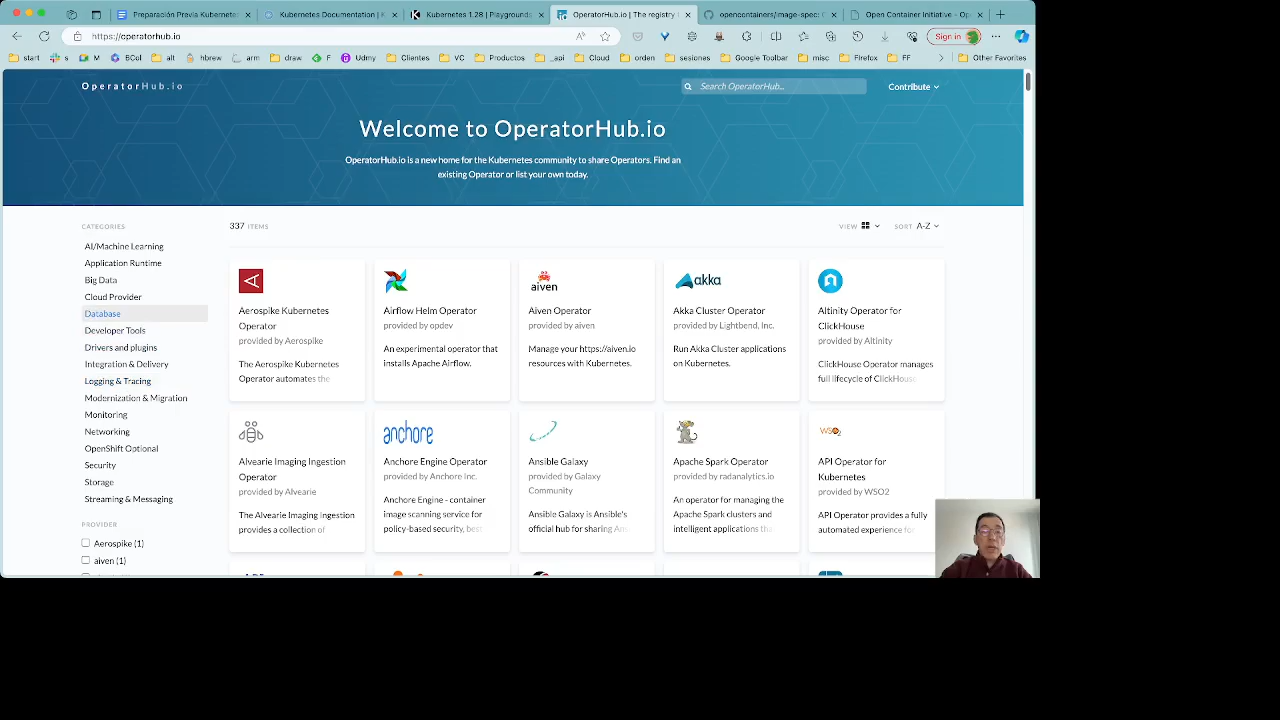 Preparación Previa Kubernetes
Kubernetes Documentation | K
Kubernetes 1.28 | Playgrounds
OperatorHub.io | The registry
opencontainers/image-spec:
Open Container Initiative - Op
https://operatorhub.io
Sign in
start
s
M
BCol
alt
hbrew
arm
draw
F
Udmy
Clientes
VC
Productos
_api
Cloud
orden
sesiones
Google Toolbar
misc
Firefox
FF
Other Favorites
OperatorHub.io
Search OperatorHub...
Contribute
Welcome to OperatorHub.io
OperatorHub.io is a new home for the Kubernetes community to share Operators. Find an
existing Operator or list your own today.
CATEGORIES
AI/Machine Learning
Application Runtime
Big Data
Cloud Provider
Database
Developer Tools
Drivers and plugins
Integration & Delivery
Logging & Tracing
Modernization & Migration
Monitoring
Networking
OpenShift Optional
Security
Storage
Streaming & Messaging
PROVIDER
Aerospike (1)
aiven (1)
337 ITEMS
VIEW
SORT A-Z
Aerospike Kubernetes
Operator
provided by Aerospike
The Aerospike Kubernetes
Operator automates the
Airflow Helm Operator
provided by opdev
An experimental operator that
installs Apache Airflow.
aiven
Aiven Operator
provided by aiven
Manage your https://aiven.io
resources with Kubernetes.
akka
Akka Cluster Operator
provided by Lightbend, Inc.
Run Akka Cluster applications
on Kubernetes.
Altinity Operator for
ClickHouse
provided by Altinity
ClickHouse Operator manages
full lifecycle of ClickHouse
Alvearie Imaging Ingestion
Operator
provided by Alvearie
The Alvearie Imaging Ingestion
provides a collection of
anchore
Anchore Engine Operator
provided by Anchore Inc.
Anchore Engine - container
image scanning service for
policy-based security, best
Ansible Galaxy
provided by Galaxy
Community
Ansible Galaxy is Ansible's
official hub for sharing
Apache Spark Operator
provided by radanalytics.io
An operator for managing the
Apache Spark clusters and
intelligent applications
WSO2
API Operator for
Kubernetes
provided by WSO2
API Operator provides a fully
automated experience for